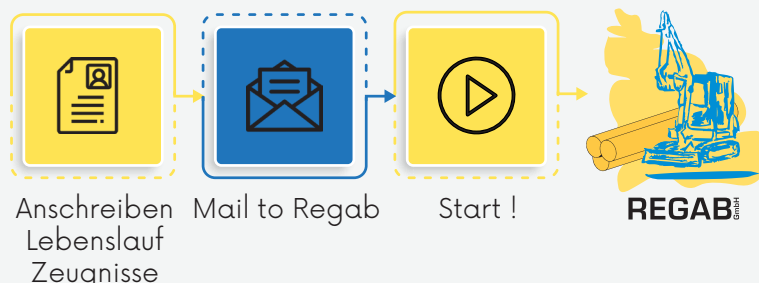 Anschreiben
Lebenslauf
Zeugnisse
Mail to Regab
Start !
REGAB GmbH